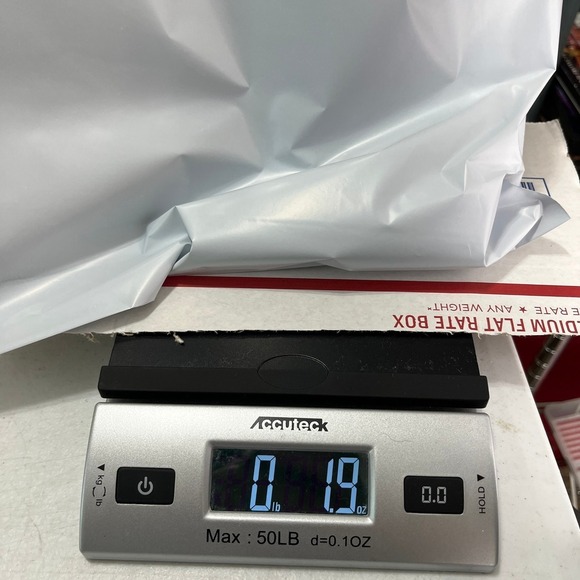 E RATE ★ ANY WEIGHT*
DIUM FLAT RATE BOX
Accuteck
0 lb 1.9 oz
kg lb
0.0
HOLD
Max : 50LB d=0.1OZ